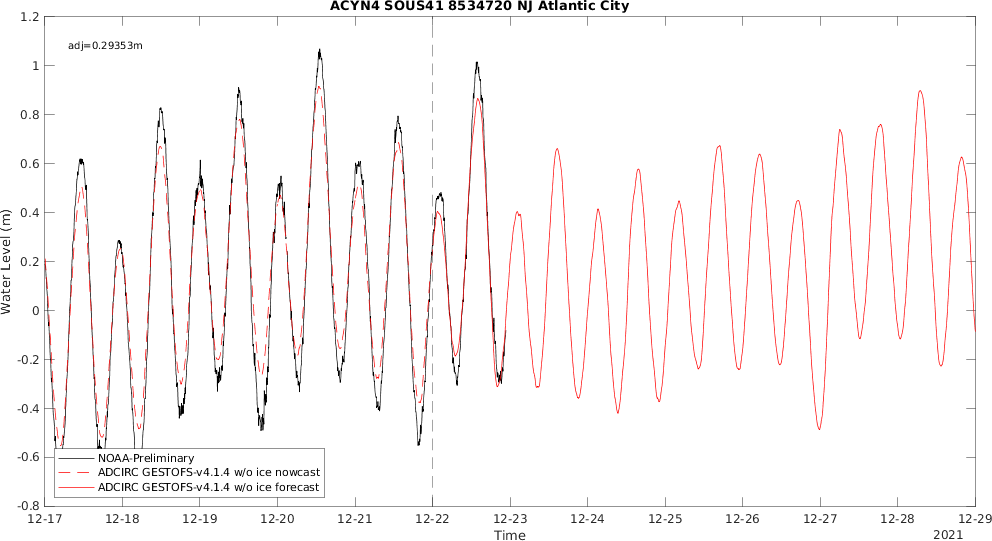 ACYN4 SOUS41 8534720 NJ Atlantic City
adj=0.29353m
1.2
1
0.8
0.6
0.4
0.2
0
-0.2
-0.4
-0.6
-0.8
Water Level (m)
NOAA-Preliminary
ADCIRC GESTOFS-v4.1.4 w/o ice nowcast
ADCIRC GESTOFS-v4.1.4 w/o ice forecast
12-17 12-18 12-19 12-20 12-21 12-22 12-23 12-24 12-25 12-26 12-27 12-28 12-29
Time
2021